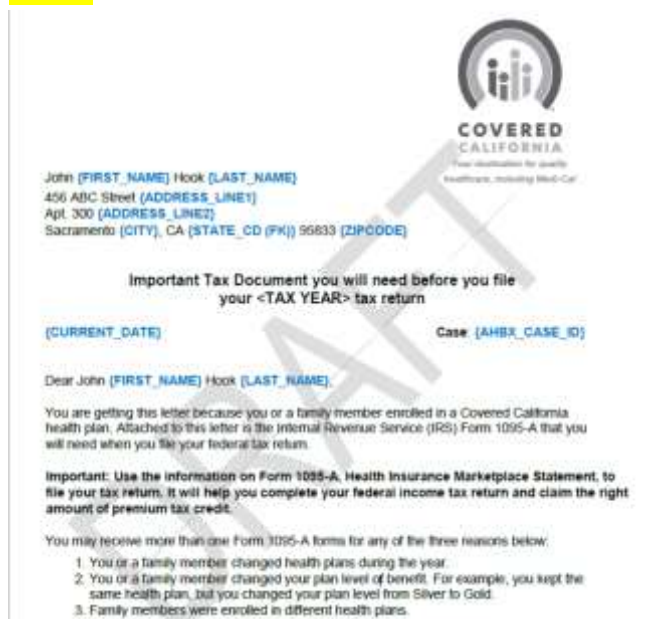 COVERED
CALIFORNIA
Your destination for quality
healthcare, including Medi-Cal
John {FIRST_NAME} Hook {LAST_NAME}
456 ABC Street {ADDRESS_LINE1}
Apt. 300 {ADDRESS_LINE2}
Sacramento {CITY}, CA {STATE_CD (FK)} 95833 {ZIPCODE}
Important Tax Document you will need before you file
your <TAX YEAR> tax return
{CURRENT_DATE} Case: {AHBX_CASE_ID}
Dear John {FIRST_NAME} Hook {LAST_NAME},
You are getting this letter because you or a family member enrolled in a Covered California
health plan. Attached to this letter is the Internal Revenue Service (IRS) Form 1095-A that you
will need when you file your federal tax return.
Important: Use the information on Form 1095-A, Health Insurance Marketplace Statement, to
file your tax return. It will help you complete your federal income tax return and claim the right
amount of premium tax credit.
You may receive more than one Form 1095-A forms for any of the three reasons below:
1. You or a family member changed health plans during the year.
2. You or a family member changed your plan level of benefit. For example, you kept the
same health plan, but you changed your plan level from Silver to Gold.
3. Family members were enrolled in different health plans.
DRAFT